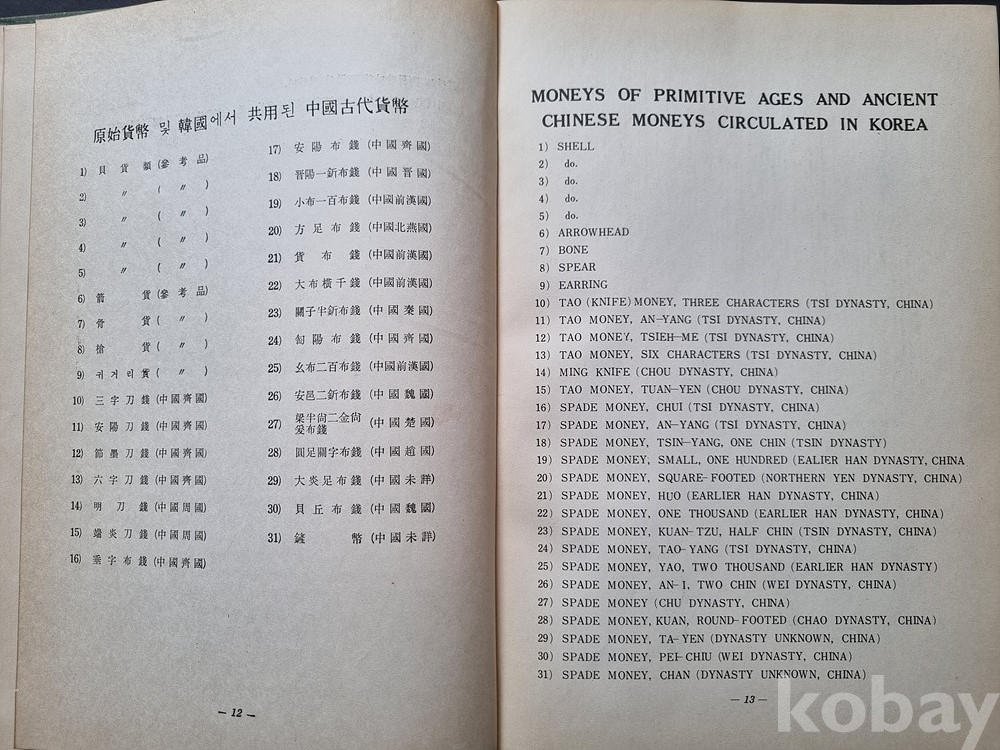 原始貨幣 및 韓國에서 共用된 中國古代貨幣
1) 貝貨類(參考品)
2) 〃 ( 〃 )
3) 〃 ( 〃 )
4) 〃 ( 〃 )
5) 〃 ( 〃 )
6) 箭貨(參考品)
7) 骨貨( 〃 )
8) 槍貨( 〃 )
9) 귀거리貨( 〃 )
10) 三字刀錢(中國齊國)
11) 安陽刀錢(中國齊國)
12) 節墨刀錢(中國齊國)
13) 六字刀錢(中國齊國)
14) 明刀錢(中國周國)
15) 刀錢(中國周國)
16) 垂字布錢(中國齊國)
17) 安陽布錢(中國齊國)
18) 晋陽一釿布錢(中國晋國)
19) 小布一百布錢(中國前漢國)
20) 方足布錢(中國北燕國)
21) 貨布錢(中國前漢國)
22) 大布橫千錢(中國前漢國)
23) 關子半釿布錢(中國秦國)
24) 匋陽布錢(中國齊國)
25) 幺布二百布錢(中國前漢國)
26) 安邑二釿布錢(中國魏國)
27) 梁半尙二金尙爰布錢(中國楚國)
28) 圓足關字布錢(中國趙國)
29) 大炎足布錢(中國未詳)
30) 貝丘布錢(中國魏國)
31) 鏟幣(中國未詳)
— 12 —
MONEYS OF PRIMITIVE AGES AND ANCIENT
CHINESE MONEYS CIRCULATED IN KOREA
1) SHELL
2) do.
3) do.
4) do.
5) do.
6) ARROWHEAD
7) BONE
8) SPEAR
9) EARRING
10) TAO (KNIFE) MONEY, THREE CHARACTERS (TSI DYNASTY, CHINA)
11) TAO MONEY, AN-YANG (TSI DYNASTY, CHINA)
12) TAO MONEY, TSIEH-ME (TSI DYNASTY, CHINA)
13) TAO MONEY, SIX CHARACTERS (TSI DYNASTY, CHINA)
14) MING KNIFE (CHOU DYNASTY, CHINA)
15) TAO MONEY, TUAN-YEN (CHOU DYNASTY, CHINA)
16) SPADE MONEY, CHUI (TSI DYNASTY, CHINA)
17) SPADE MONEY, AN-YANG (TSI DYNASTY, CHINA)
18) SPADE MONEY, TSIN-YANG, ONE CHIN (TSIN DYNASTY)
19) SPADE MONEY, SMALL, ONE HUNDRED (EALIER HAN DYNASTY, CHINA
20) SPADE MONEY, SQUARE-FOOTED (NORTHERN YEN DYNASTY, CHINA)
21) SPADE MONEY, HUO (EARLIER HAN DYNASTY, CHINA)
22) SPADE MONEY, ONE THOUSAND (EARLIER HAN DYNASTY, CHINA)
23) SPADE MONEY, KUAN-TZU, HALF CHIN (TSIN DYNASTY, CHINA)
24) SPADE MONEY, TAO-YANG (TSI DYNASTY, CHINA)
25) SPADE MONEY, YAO, TWO THOUSAND (EARLIER HAN DYNASTY)
26) SPADE MONEY, AN-I, TWO CHIN (WEI DYNASTY, CHINA)
27) SPADE MONEY (CHU DYNASTY, CHINA)
28) SPADE MONEY, KUAN, ROUND-FOOTED (CHAO DYNASTY, CHINA)
29) SPADE MONEY, TA-YEN (DYNASTY UNKNOWN, CHINA)
30) SPADE MONEY, PEI-CHIU (WEI DYNASTY, CHINA)
31) SPADE MONEY, CHAN (DYNASTY UNKNOWN, CHINA)
— 13 —
kobay